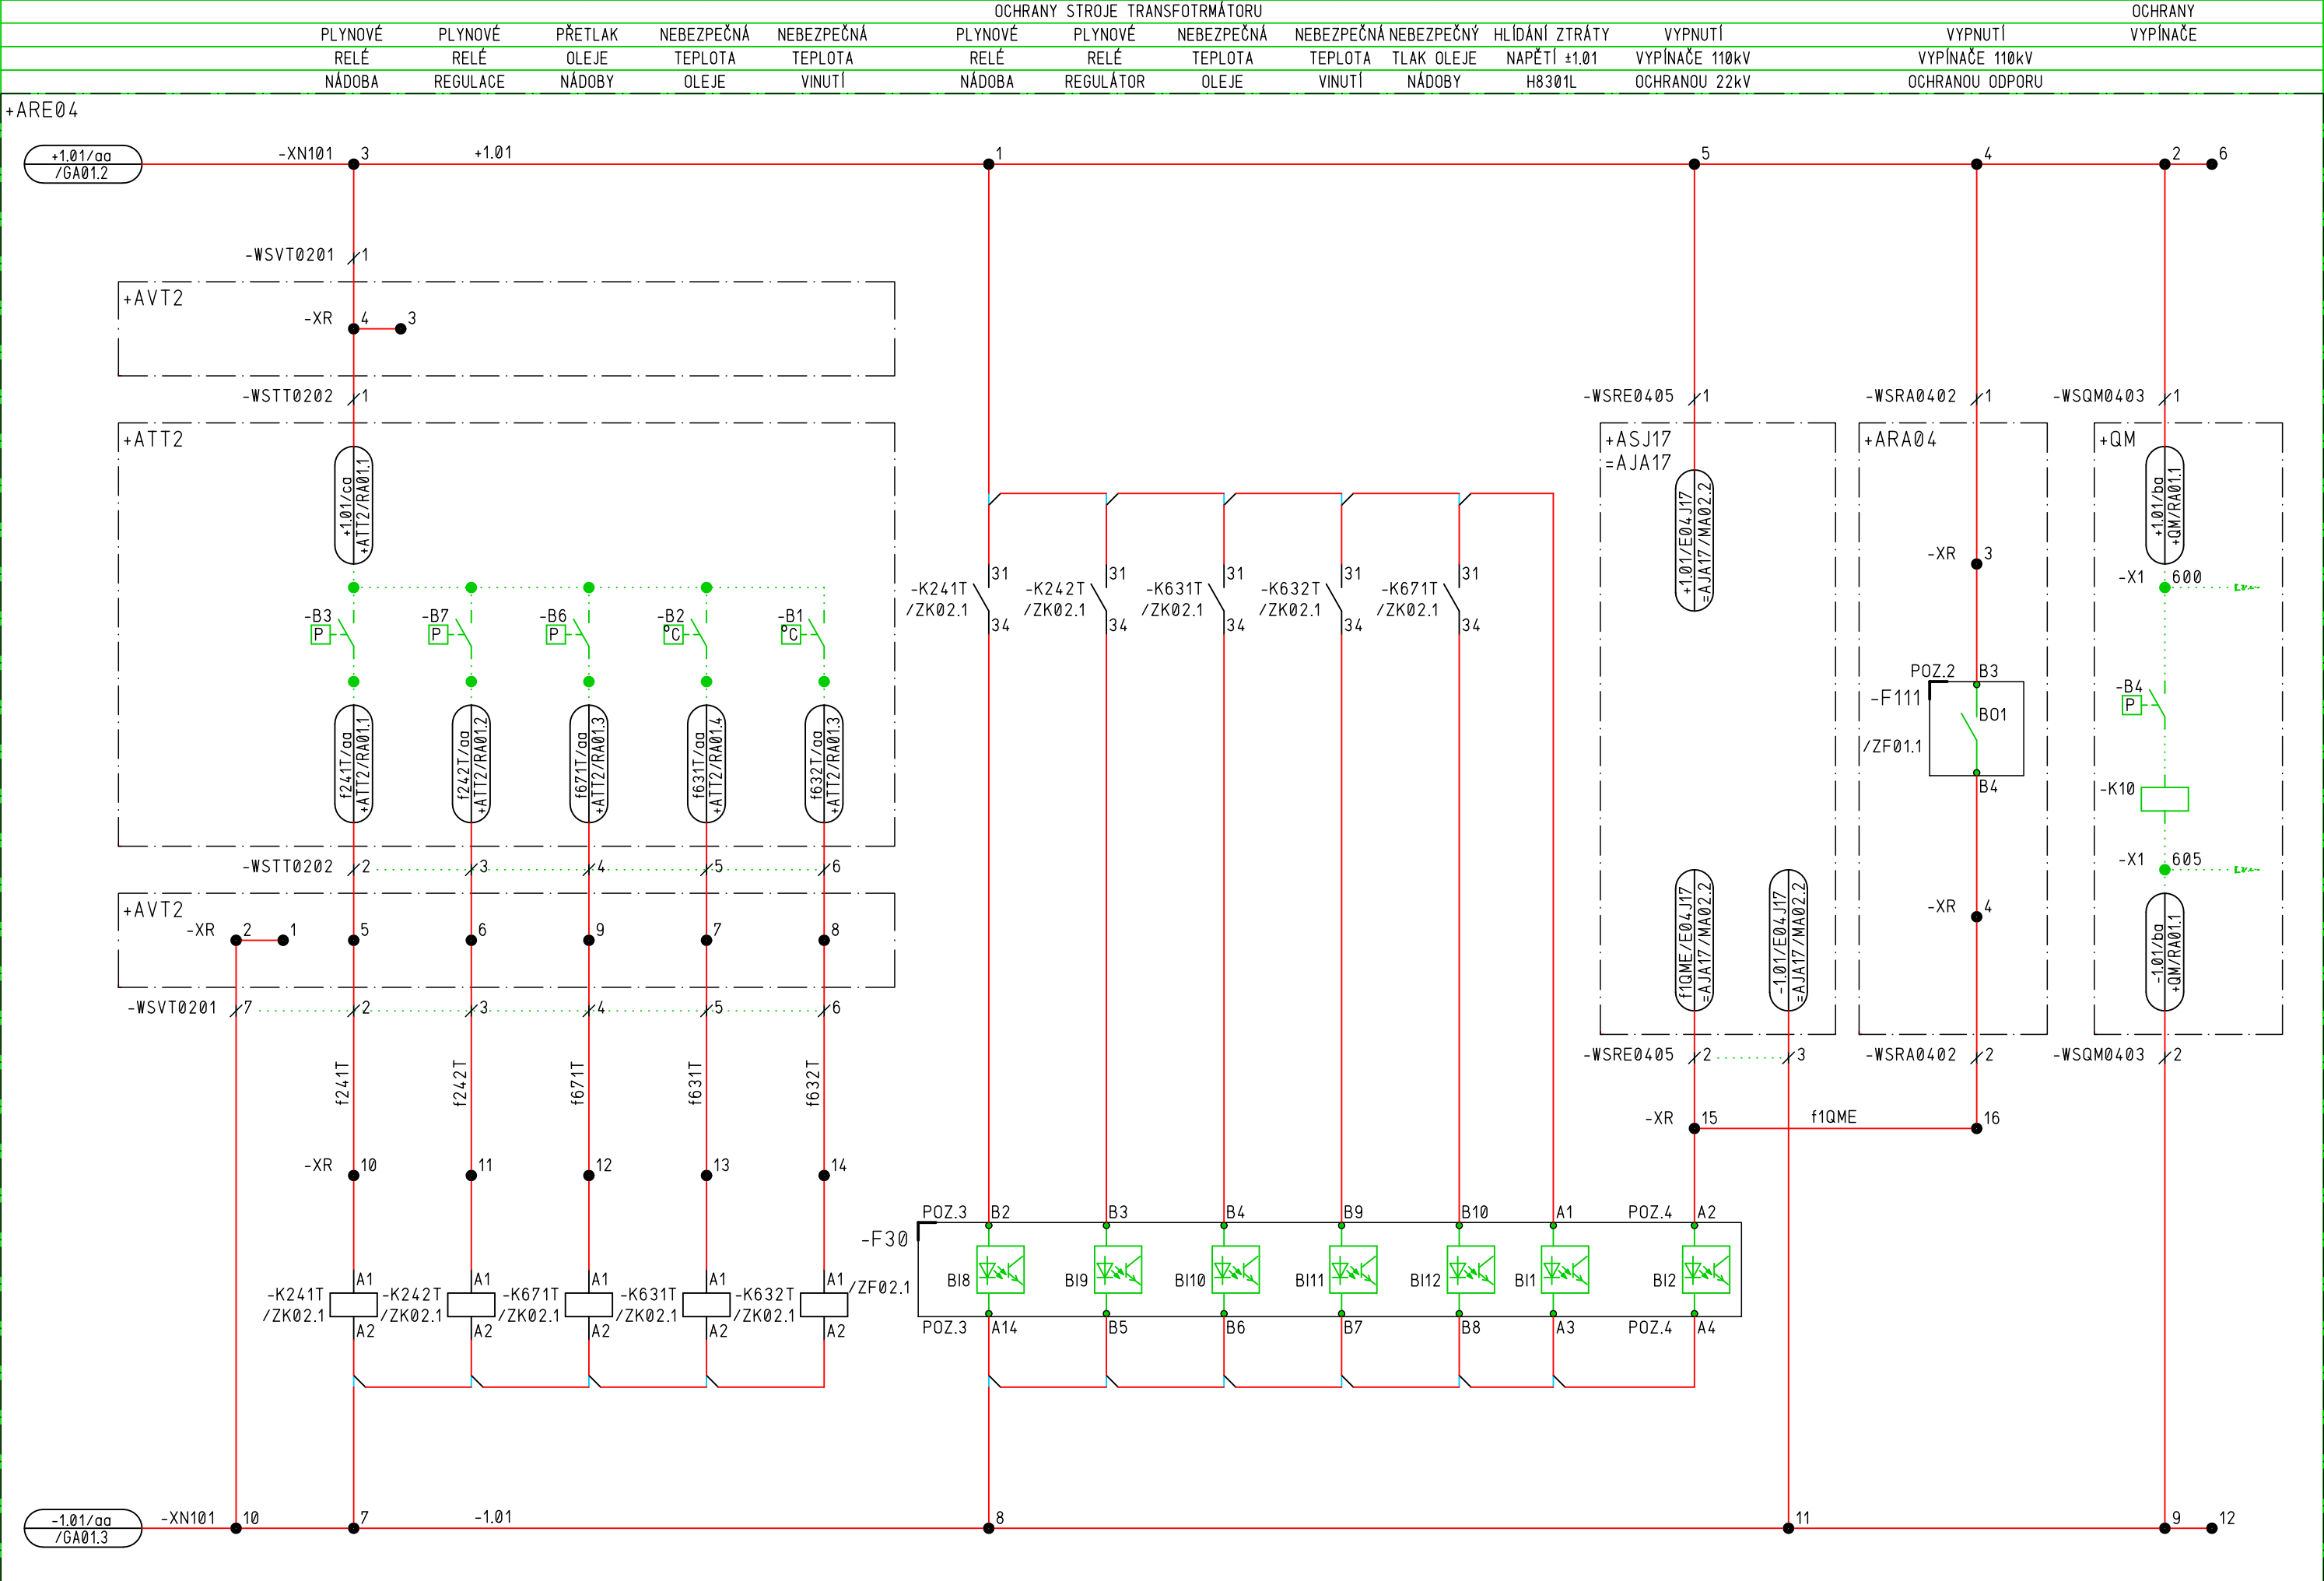 OCHRANY STROJE TRANSFOTRMÁTORU
OCHRANY
PLYNOVÉ PLYNOVÉ PŘETLAK NEBEZPEČNÁ NEBEZPEČNÁ PLYNOVÉ PLYNOVÉ NEBEZPEČNÁ NEBEZPEČNÁ NEBEZPEČNÝ HLÍDÁNÍ ZTRÁTY VYPNUTÍ VYPNUTÍ VYPÍNAČE
RELÉ RELÉ OLEJE TEPLOTA TEPLOTA RELÉ RELÉ TEPLOTA TEPLOTA TLAK OLEJE NAPĚTÍ ±1.01 VYPÍNAČE 110kV VYPÍNAČE 110kV
NÁDOBA REGULACE NÁDOBY OLEJE VINUTÍ NÁDOBA REGULÁTOR OLEJE VINUTÍ NÁDOBY H8301L OCHRANOU 22kV OCHRANOU ODPORU
+ARE04
+1.01/aa
/GA01.2
-XN101 3 +1.01 1 5 4 2 6
-WSVT0201 1
+AVT2
-XR 4 3
-WSTT0202 1
-WSRE0405 1 -WSRA0402 1 -WSQM0403 1
+ATT2
+ASJ17
=AJA17
+ARA04
+QM
+1.01/ca
+ATT2/RA01.1
+1.01/E04J17
=AJA17/MA02.2
+1.01/ba
+QM/RA01.1
-XR 3
-X1 600
31 31 31 31 31
-K241T -K242T -K631T -K632T -K671T
/ZK02.1 /ZK02.1 /ZK02.1 /ZK02.1 /ZK02.1
34 34 34 34 34
-B3 -B7 -B6 -B2 -B1
P P P °C °C
POZ.2 B3
-F111
BO1
/ZF01.1
B4
-B4
P
-K10
-X1 605
f241T/aa
+ATT2/RA01.1
f242T/aa
+ATT2/RA01.2
f671T/aa
+ATT2/RA01.3
f631T/aa
+ATT2/RA01.4
f632T/aa
+ATT2/RA01.3
-WSTT0202 2 3 4 5 6
+AVT2
-XR 2 1 5 6 9 7 8
-XR 4
f1QME/E04J17
=AJA17/MA02.2
-1.01/E04J17
=AJA17/MA02.2
-1.01/ba
+QM/RA01.1
-WSVT0201 7 2 3 4 5 6
-WSRE0405 2 3 -WSRA0402 2 -WSQM0403 2
f241T
f242T
f671T
f631T
f632T
-XR 15 f1QME 16
-XR 10 11 12 13 14
POZ.3 B2 B3 B4 B9 B10 A1 POZ.4 A2
-F30
BI8 BI9 BI10 BI11 BI12 BI1 BI2
/ZF02.1
POZ.3 A14 B5 B6 B7 B8 A3 POZ.4 A4
A1 A1 A1 A1 A1
-K241T -K242T -K671T -K631T -K632T
/ZK02.1 /ZK02.1 /ZK02.1 /ZK02.1 /ZK02.1
A2 A2 A2 A2 A2
-1.01/aa
/GA01.3
-XN101 10 7 -1.01 8 11 9 12